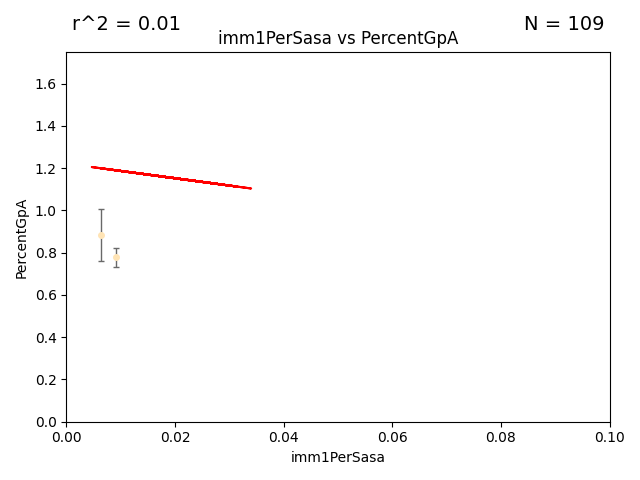 r^2 = 0.01
N = 109
imm1PerSasa vs PercentGpA
PercentGpA
1.6
1.4
1.2
1.0
0.8
0.6
0.4
0.2
0.0
0.00 0.02 0.04 0.06 0.08 0.10
imm1PerSasa